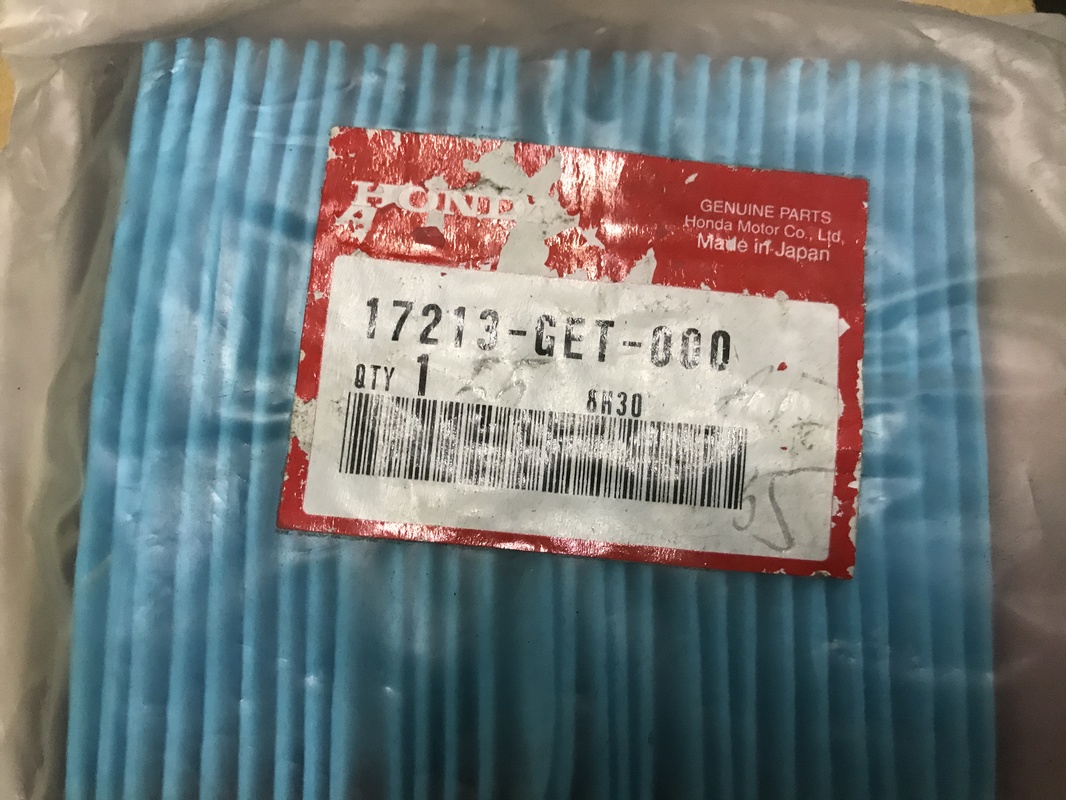 HONDA
GENUINE PARTS
Honda Motor Co., Ltd.
Made in Japan
17213-GET-000
QTY 1
8H30